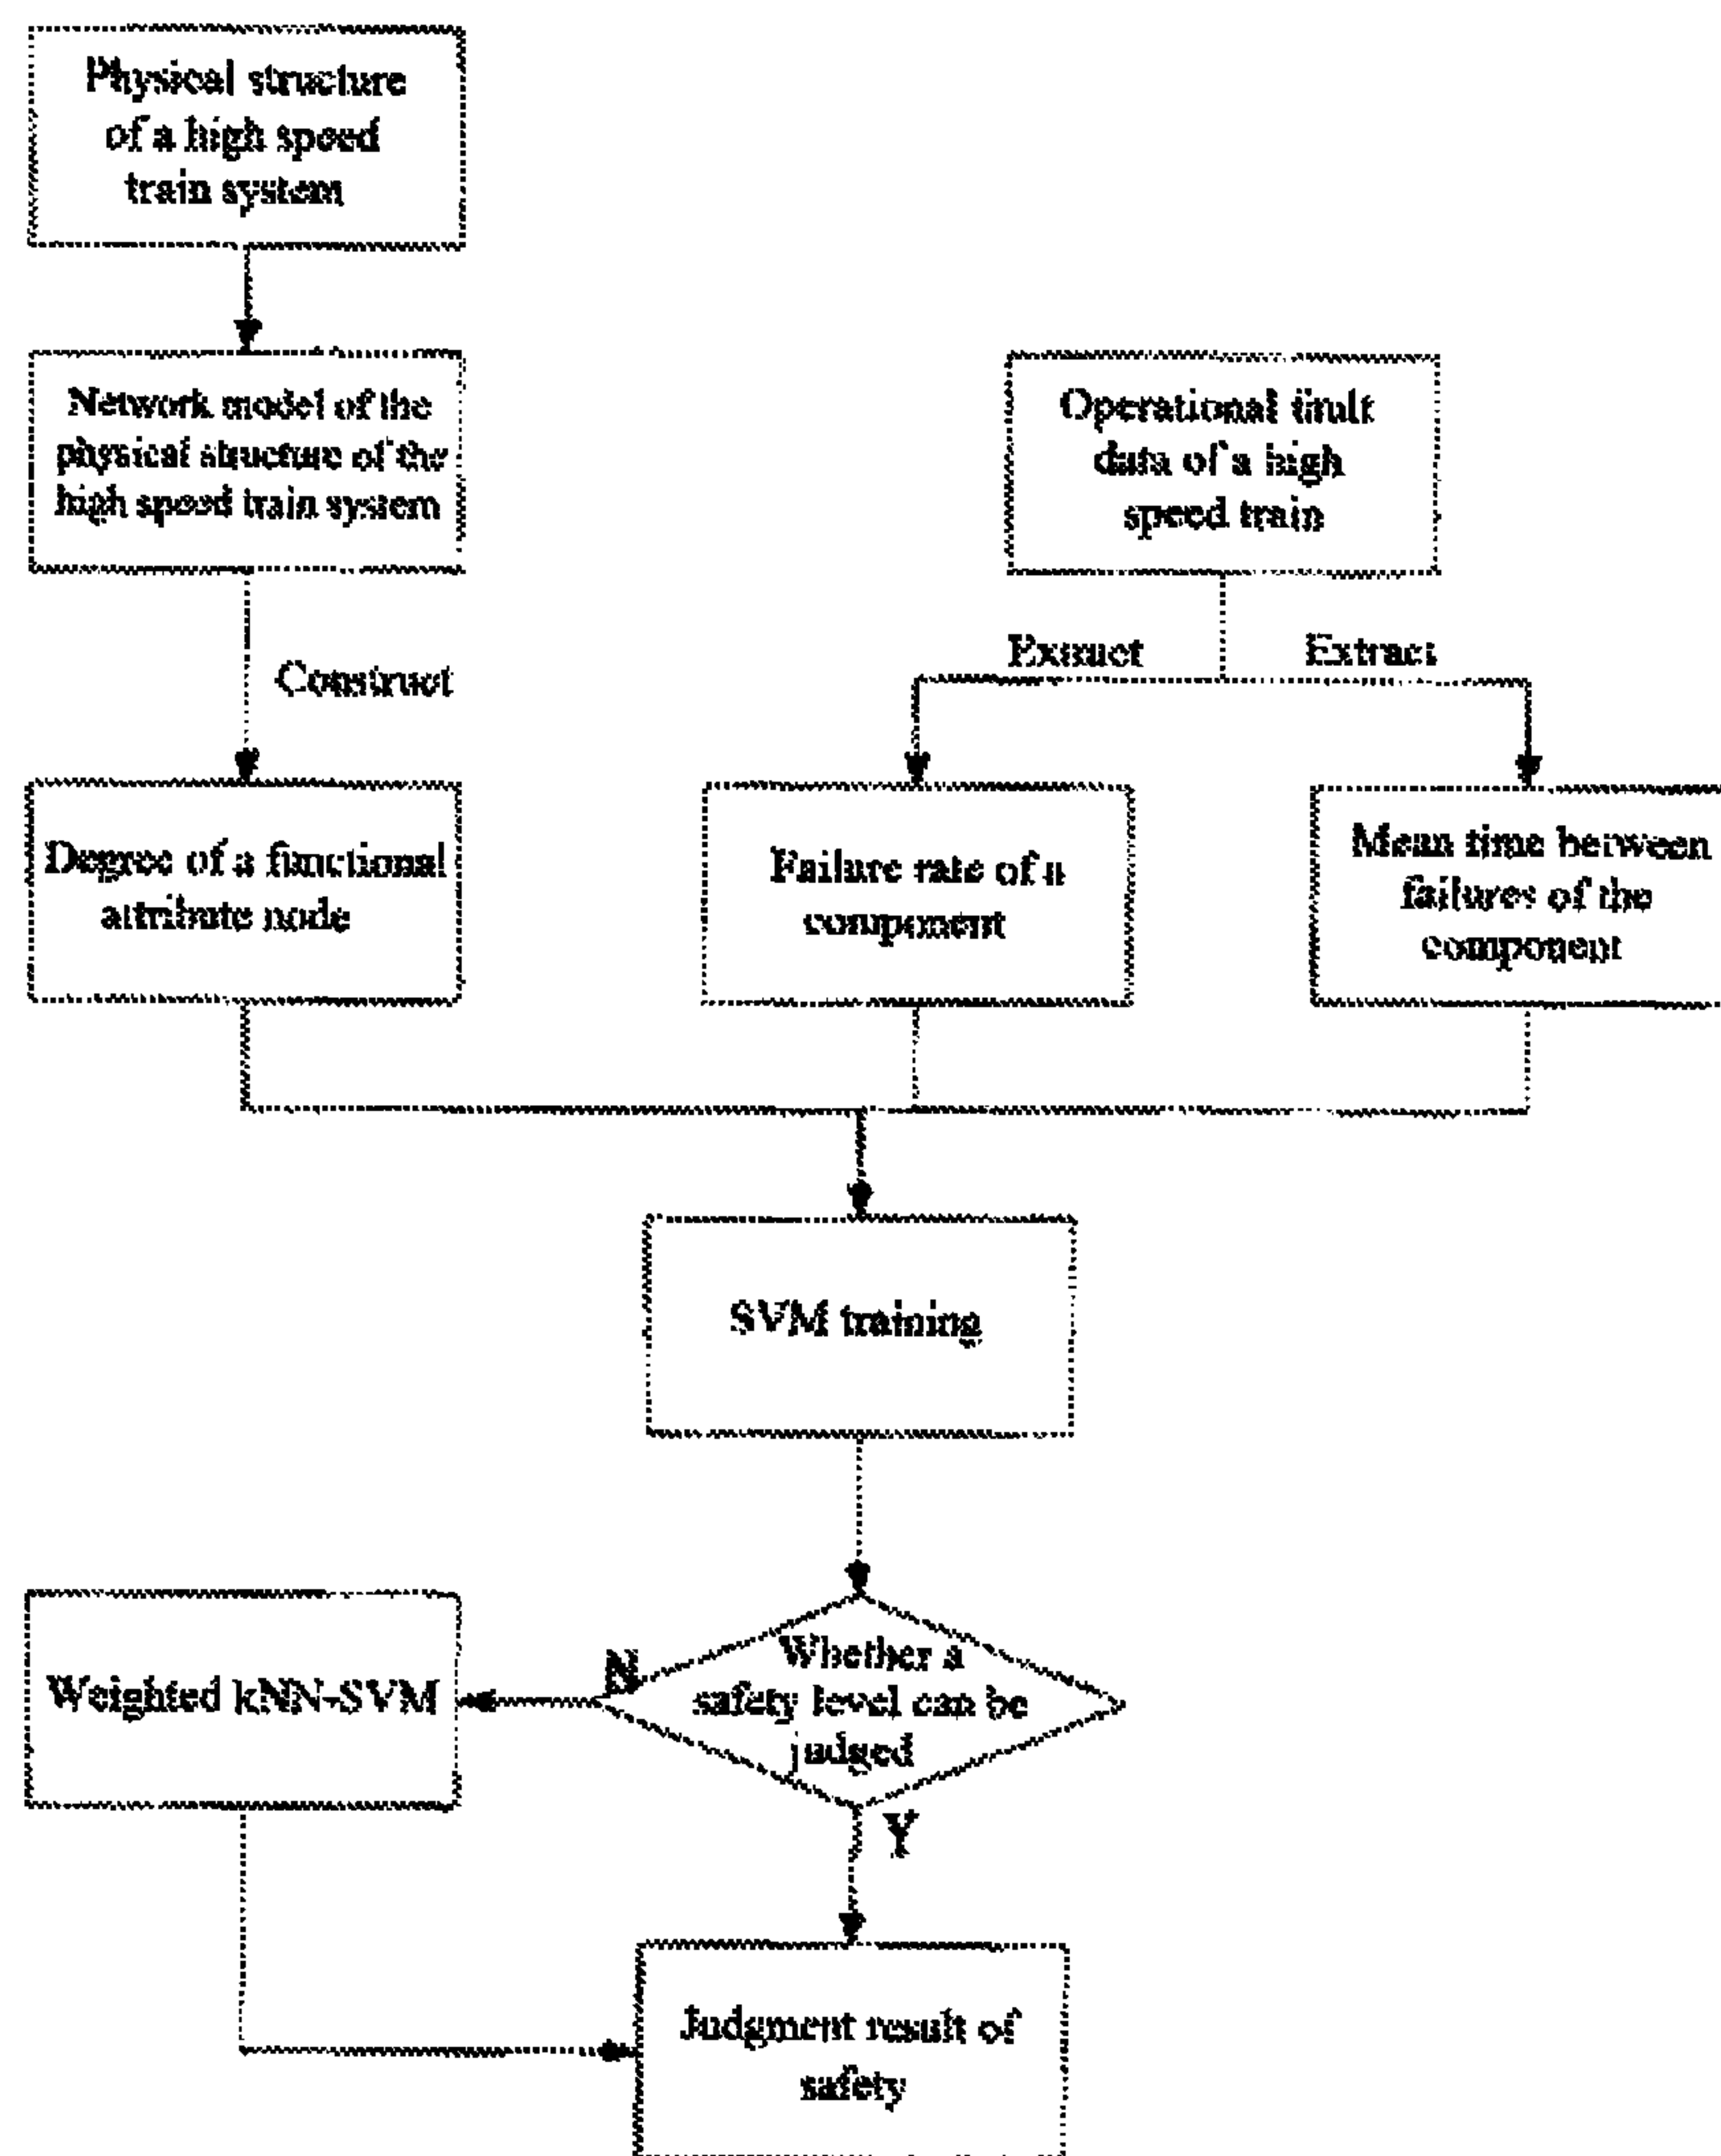 Physical structure
of a high speed
train system
Network model of the
physical structure of the
high speed train system
Operational fault
data of a high
speed train
Construct
Extract
Extract
Degree of a functional
attribute node
Failure rate of a
component
Mean time between
failures of the
component
SVM training
Whether a
safety level can be
judged
N
Weighted kNN-SVM
Y
Judgment result of
safety